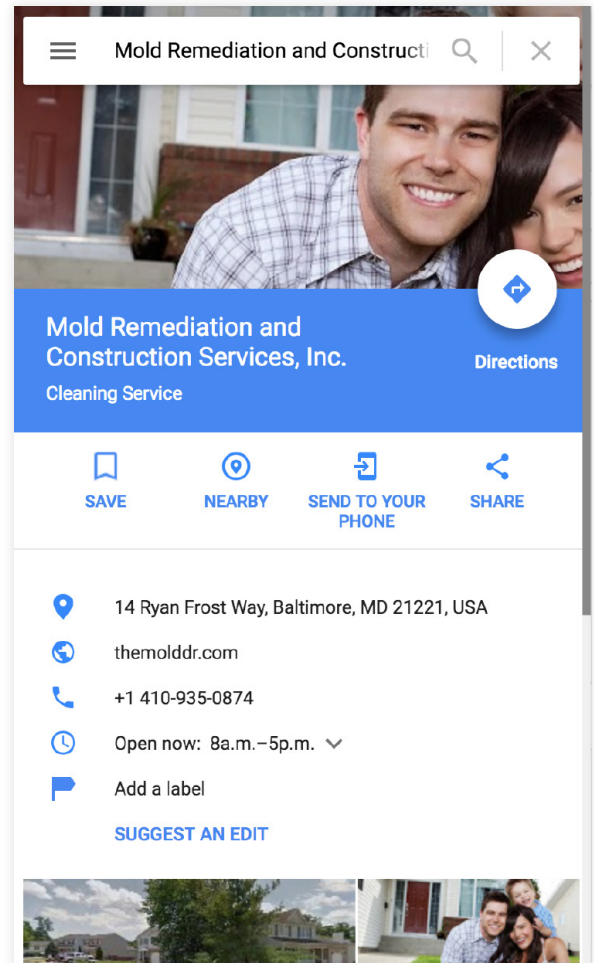 Mold Remediation and Constructi
Mold Remediation and
Construction Services, Inc.
Cleaning Service
Directions
SAVE
NEARBY
SEND TO YOUR
PHONE
SHARE
14 Ryan Frost Way, Baltimore, MD 21221, USA
themolddr.com
+1 410-935-0874
Open now:  8a.m.–5p.m.
Add a label
SUGGEST AN EDIT